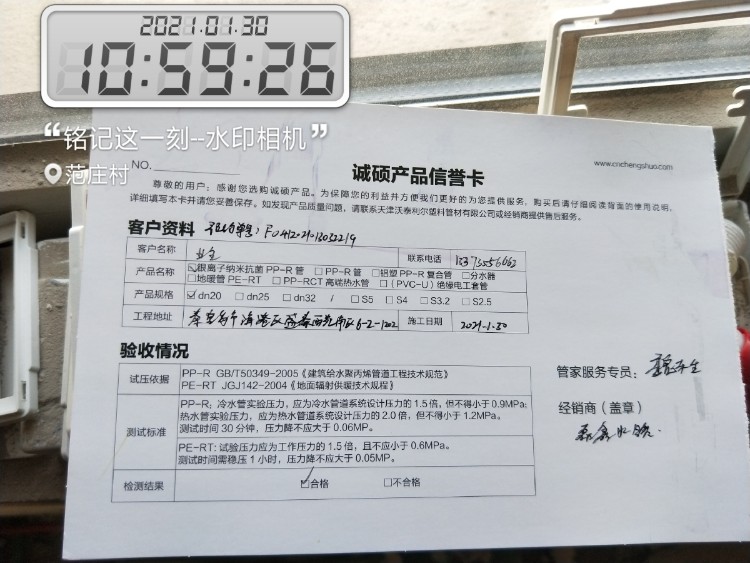 2021.01.30
10:59:26
“铭记这一刻--水印相机”
范庄村
NO.
诚硕产品信誉卡
www.cnchengshuo.com
尊敬的用户：感谢您选购诚硕产品。为保障您的利益并方便我们更好的为您提供服务，购买后请仔细阅读背面的使用说明，
详细填写本卡并请您妥善保存。如发现产品质量问题，请联系天津沃泰利尔塑料管材有限公司或经销商提供售后服务。
客户资料
客户名称 业主 联系电话
产品名称 ☑银离子纳米抗菌PP-R管 □PP-R管 □铝塑PP-R复合管 □分水器
□地暖管PE-RT □PP-RCT高端热水管 □(PVC-U)绝缘电工套管
产品规格 ☑dn20 □dn25 □dn32 / □S5 □S4 □S3.2 □S2.5
工程地址 6-2-1202 施工日期 2021-1.30
验收情况
试压依据 PP-R GB/T50349-2005《建筑给水聚丙烯管道工程技术规范》
PE-RT JGJ142-2004《地面辐射供暖技术规程》
测试标准 PP-R：冷水管实验压力，应为冷水管道系统设计压力的1.5倍，但不得小于0.9MPa；
热水管实验压力，应为热水管道系统设计压力的2.0倍，但不得小于1.2MPa。
测试时间30分钟，压力降不应大于0.06MP。
PE-RT：试验压力应为工作压力的1.5倍，且不应小于0.6MPa。
测试时间需稳压1小时，压力降不应大于0.05MP。
检测结果 ☑合格 □不合格
管家服务专员：
经销商（盖章）